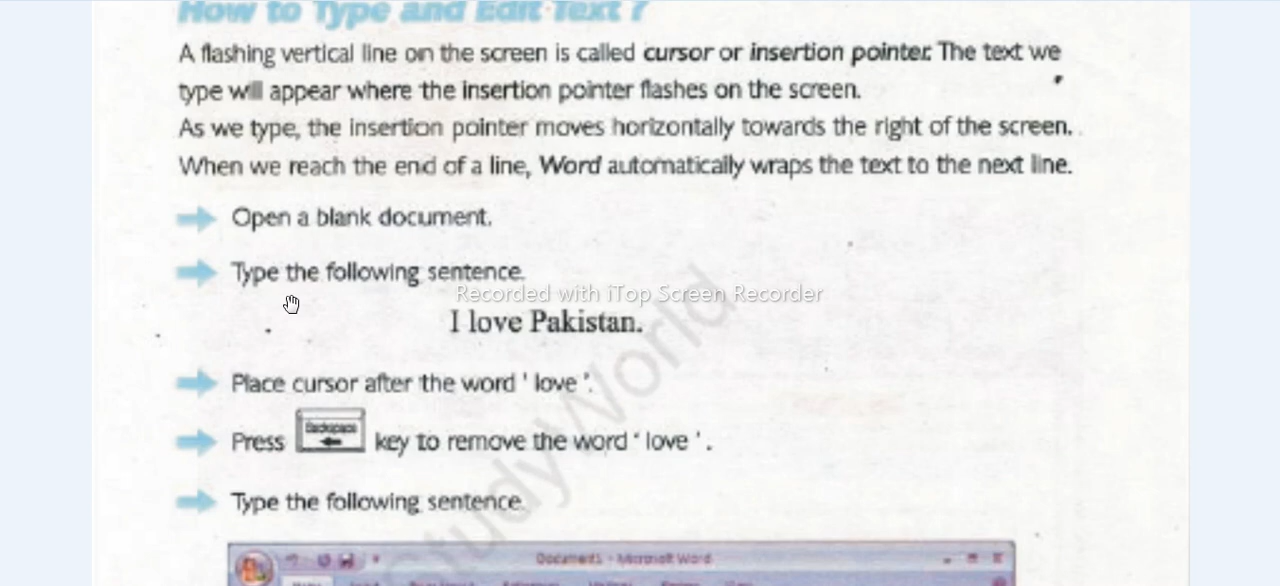 How to Type and Edit Text ?
A flashing vertical line on the screen is called cursor or insertion pointer. The text we
type will appear where the insertion pointer flashes on the screen.
As we type, the insertion pointer moves horizontally towards the right of the screen.
When we reach the end of a line, Word automatically wraps the text to the next line.
Open a blank document.
Type the following sentence.
Recorded with iTop Screen Recorder
I love Pakistan.
Place cursor after the word ' love '.
Press Backspace key to remove the word ' love ' .
Type the following sentence.
Document1 - Microsoft Word